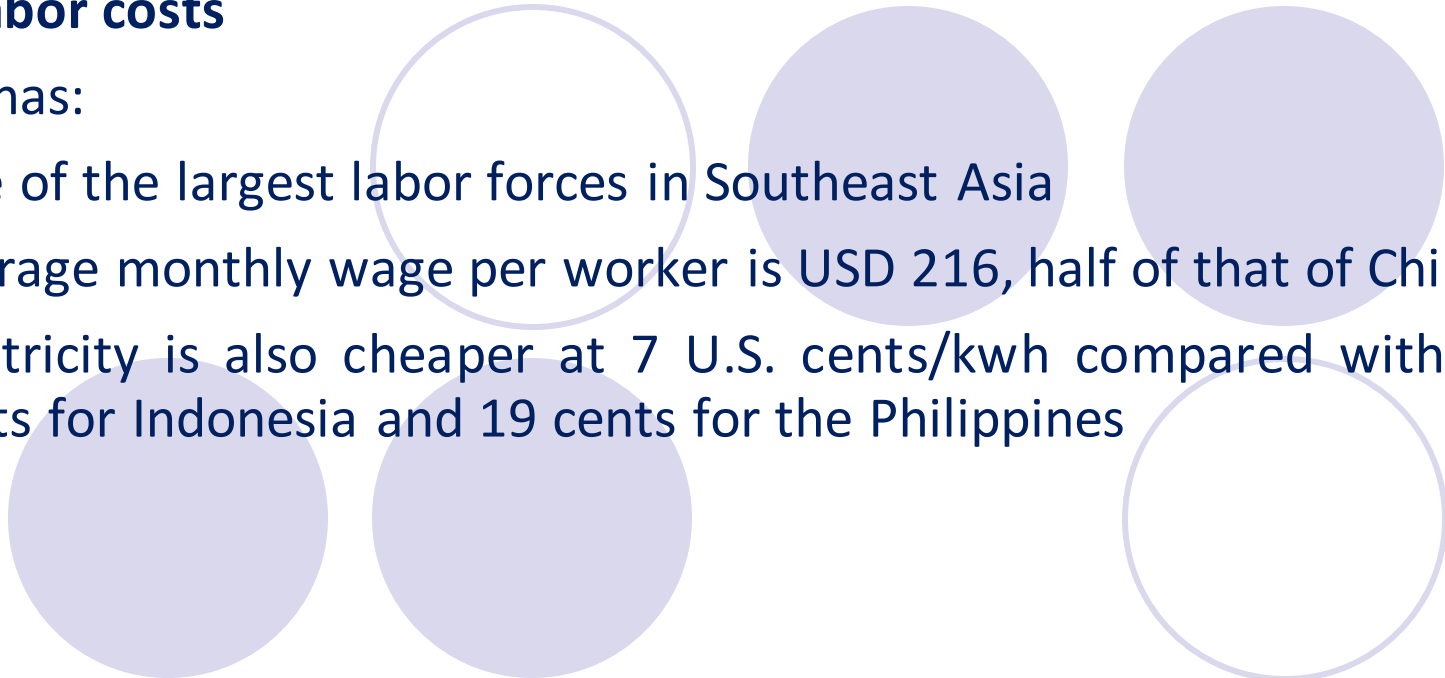 abor costs
has:
e of the largest labor forces in Southeast Asia
rage monthly wage per worker is USD 216, half of that of Chi
tricity is also cheaper at 7 U.S. cents/kwh compared with
ts for Indonesia and 19 cents for the Philippines